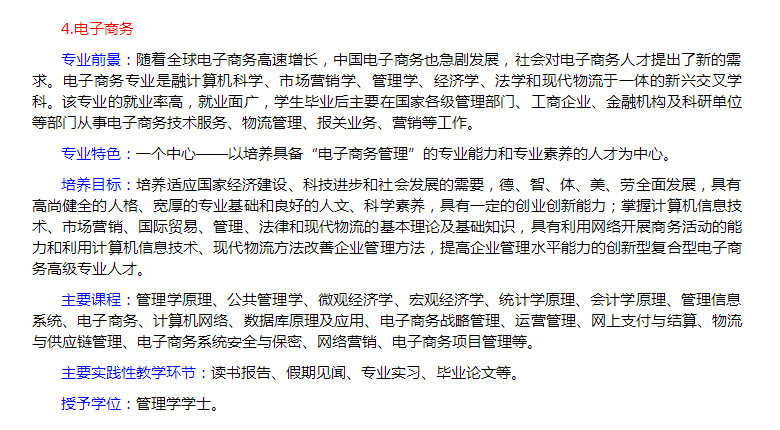 4.电子商务
专业前景：随着全球电子商务高速增长，中国电子商务也急剧发展，社会对电子商务人才提出了新的需
求。电子商务专业是融计算机科学、市场营销学、管理学、经济学、法学和现代物流于一体的新兴交叉学
科。该专业的就业率高，就业面广，学生毕业后主要在国家各级管理部门、工商企业、金融机构及科研单位
等部门从事电子商务技术服务、物流管理、报关业务、营销等工作。
专业特色：一个中心——以培养具备“电子商务管理”的专业能力和专业素养的人才为中心。
培养目标：培养适应国家经济建设、科技进步和社会发展的需要，德、智、体、美、劳全面发展，具有
高尚健全的人格、宽厚的专业基础和良好的人文、科学素养，具有一定的创业创新能力；掌握计算机信息技
术、市场营销、国际贸易、管理、法律和现代物流的基本理论及基础知识，具有利用网络开展商务活动的能
力和利用计算机信息技术、现代物流方法改善企业管理方法，提高企业管理水平能力的创新型复合型电子商
务高级专业人才。
主要课程：管理学原理、公共管理学、微观经济学、宏观经济学、统计学原理、会计学原理、管理信息
系统、电子商务、计算机网络、数据库原理及应用、电子商务战略管理、运营管理、网上支付与结算、物流
与供应链管理、电子商务系统安全与保密、网络营销、电子商务项目管理等。
主要实践性教学环节：读书报告、假期见闻、专业实习、毕业论文等。
授予学位：管理学学士。